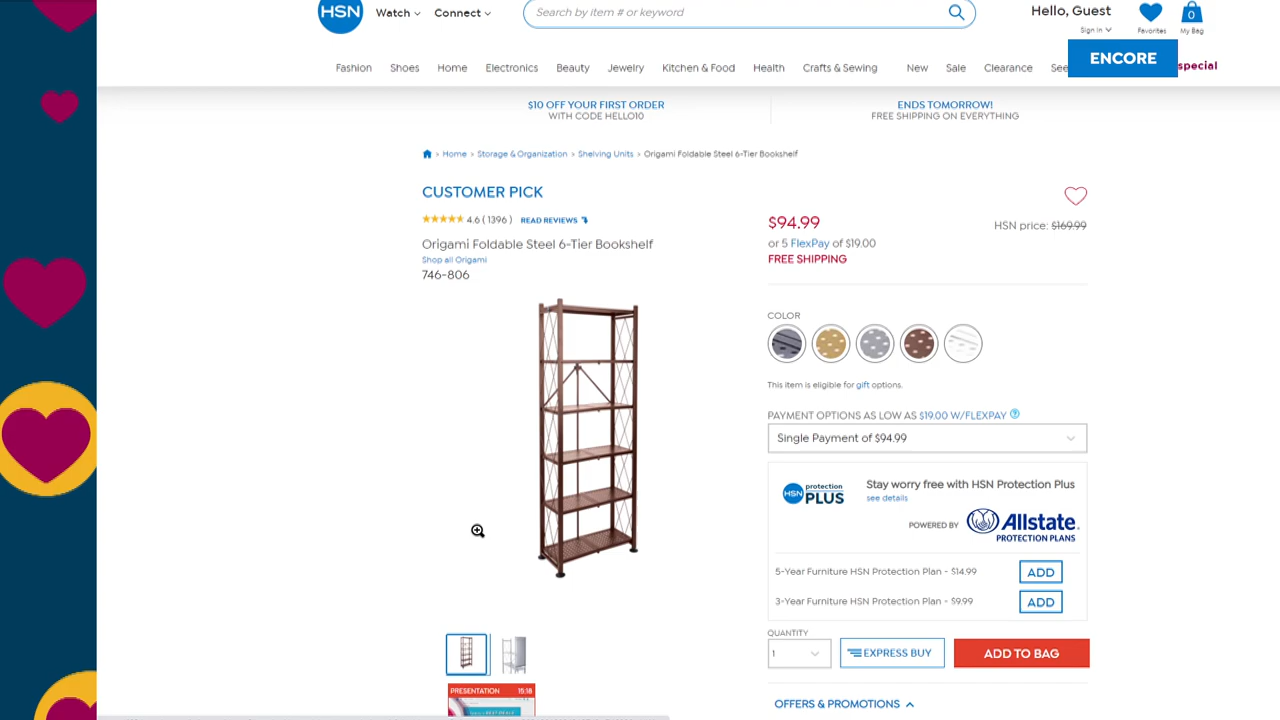 HSN
Watch
Connect
Search by item # or keyword
Hello, Guest
Sign In
Favorites
0
My Bag
Fashion Shoes Home Electronics Beauty Jewelry Kitchen & Food Health Crafts & Sewing New Sale Clearance See
ENCORE
special
$10 OFF YOUR FIRST ORDER
WITH CODE HELLO10
ENDS TOMORROW!
FREE SHIPPING ON EVERYTHING
> Home > Storage & Organization > Shelving Units > Origami Foldable Steel 6-Tier Bookshelf
CUSTOMER PICK
4.6 ( 1396 ) READ REVIEWS
Origami Foldable Steel 6-Tier Bookshelf
Shop all Origami
746-806
$94.99
HSN price: $169.99
or 5 FlexPay of $19.00
FREE SHIPPING
COLOR
This item is eligible for gift options.
PAYMENT OPTIONS AS LOW AS $19.00 W/FLEXPAY ?
Single Payment of $94.99
HSN protection PLUS
Stay worry free with HSN Protection Plus
see details
POWERED BY Allstate
PROTECTION PLANS
5-Year Furniture HSN Protection Plan - $14.99 ADD
3-Year Furniture HSN Protection Plan - $9.99 ADD
QUANTITY
1
EXPRESS BUY
ADD TO BAG
PRESENTATION 15:18
OFFERS & PROMOTIONS